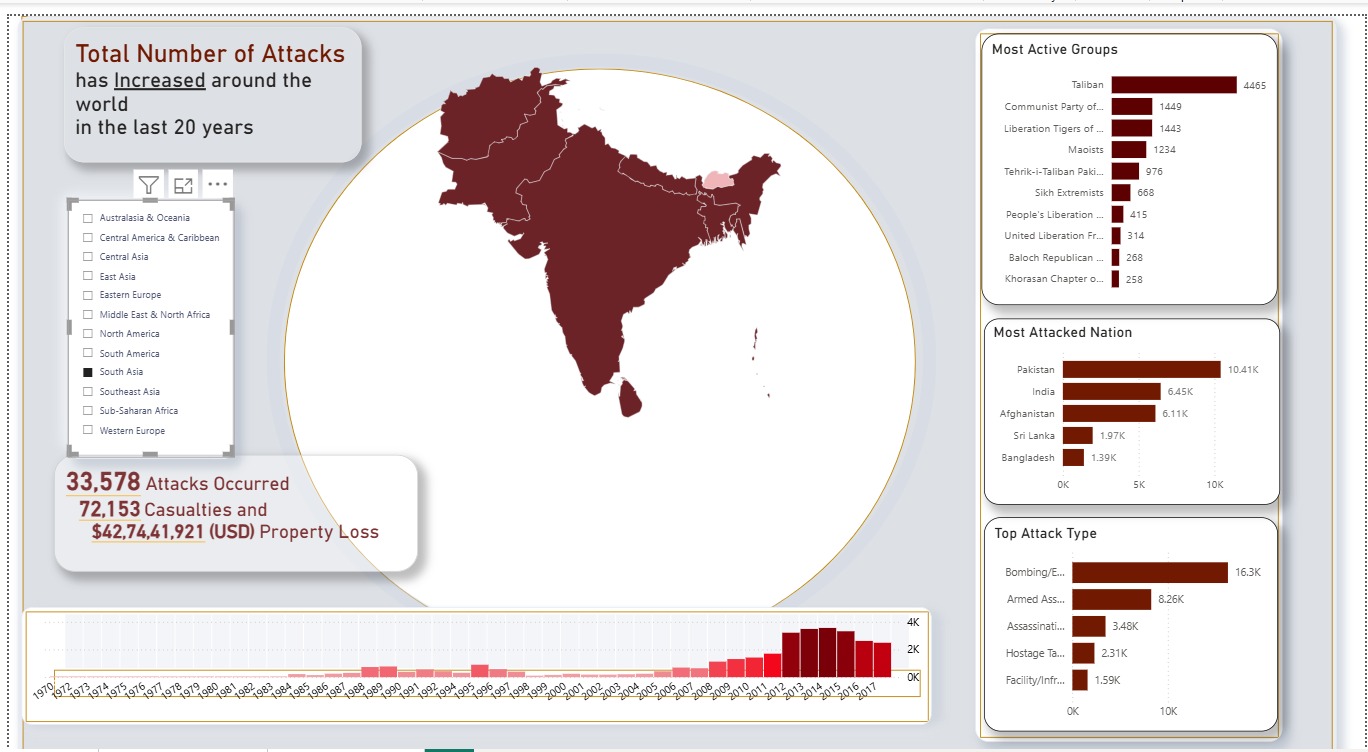 Total Number of Attacks
has Increased around the
world
in the last 20 years
Australasia & Oceania
Central America & Caribbean
Central Asia
East Asia
Eastern Europe
Middle East & North Africa
North America
South America
South Asia
Southeast Asia
Sub-Saharan Africa
Western Europe
33,578 Attacks Occurred
72,153 Casualties and
$42,74,41,921 (USD) Property Loss
4K
2K
0K
1970 1972 1973 1974 1975 1976 1977 1978 1979 1980 1981 1982 1983 1984 1985 1986 1987 1988 1989 1990 1991 1992 1994 1995 1996 1997 1998 1999 2000 2001 2002 2003 2004 2005 2006 2007 2008 2009 2010 2011 2012 2013 2014 2015 2016 2017
Most Active Groups
Taliban 4465
Communist Party of... 1449
Liberation Tigers of ... 1443
Maoists 1234
Tehrik-i-Taliban Paki... 976
Sikh Extremists 668
People's Liberation ... 415
United Liberation Fr... 314
Baloch Republican ... 268
Khorasan Chapter o... 258
Most Attacked Nation
Pakistan 10.41K
India 6.45K
Afghanistan 6.11K
Sri Lanka 1.97K
Bangladesh 1.39K
0K 5K 10K
Top Attack Type
Bombing/E... 16.3K
Armed Ass... 8.26K
Assassinati... 3.48K
Hostage Ta... 2.31K
Facility/Infr... 1.59K
0K 10K